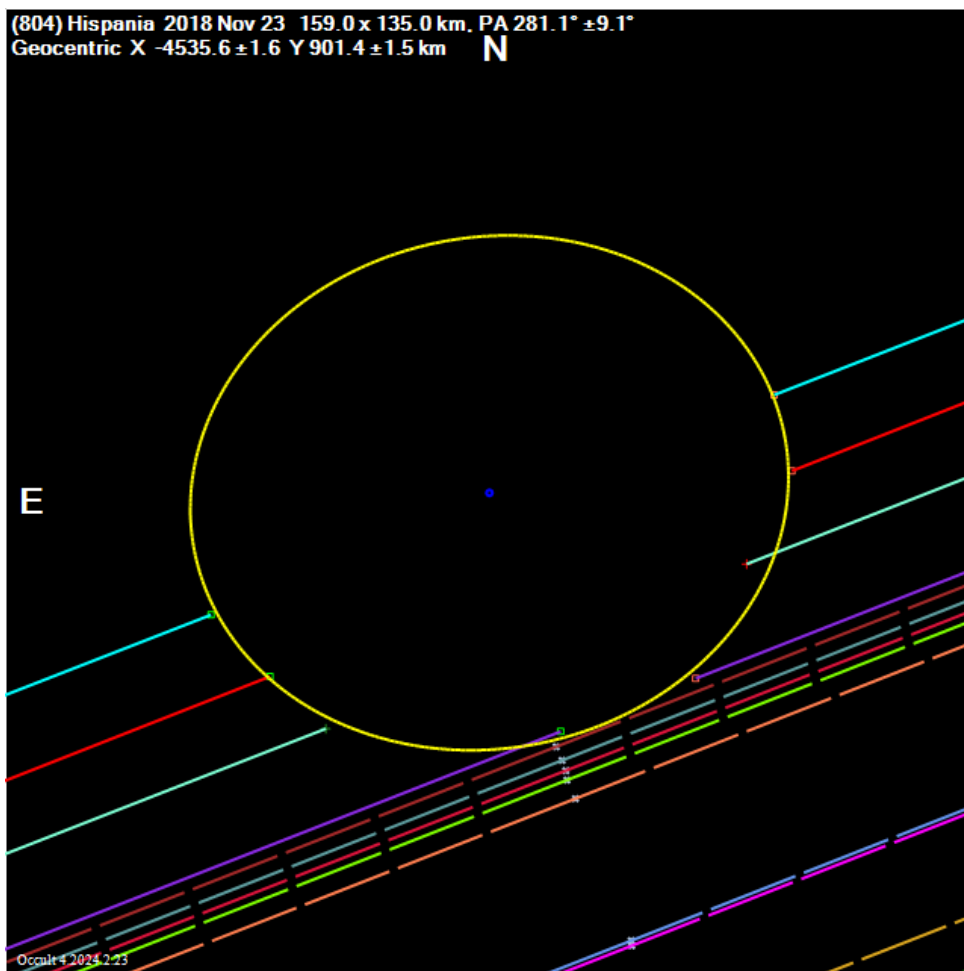 (804) Hispania 2018 Nov 23 159.0 x 135.0 km, PA 281.1° ±9.1°
Geocentric X -4535.6 ±1.6 Y 901.4 ±1.5 km
N
E
Occult 4.2024.2.23